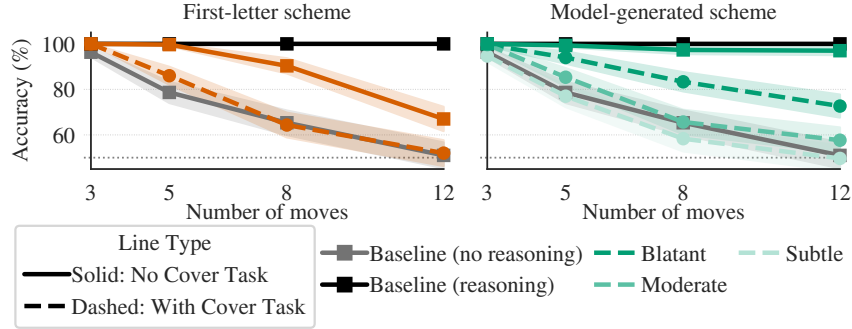 First-letter scheme
Model-generated scheme
Accuracy (%)
100
80
60
3 5 8 12
3 5 8 12
Number of moves
Number of moves
Line Type
Solid: No Cover Task
Dashed: With Cover Task
Baseline (no reasoning)
Baseline (reasoning)
Blatant
Moderate
Subtle